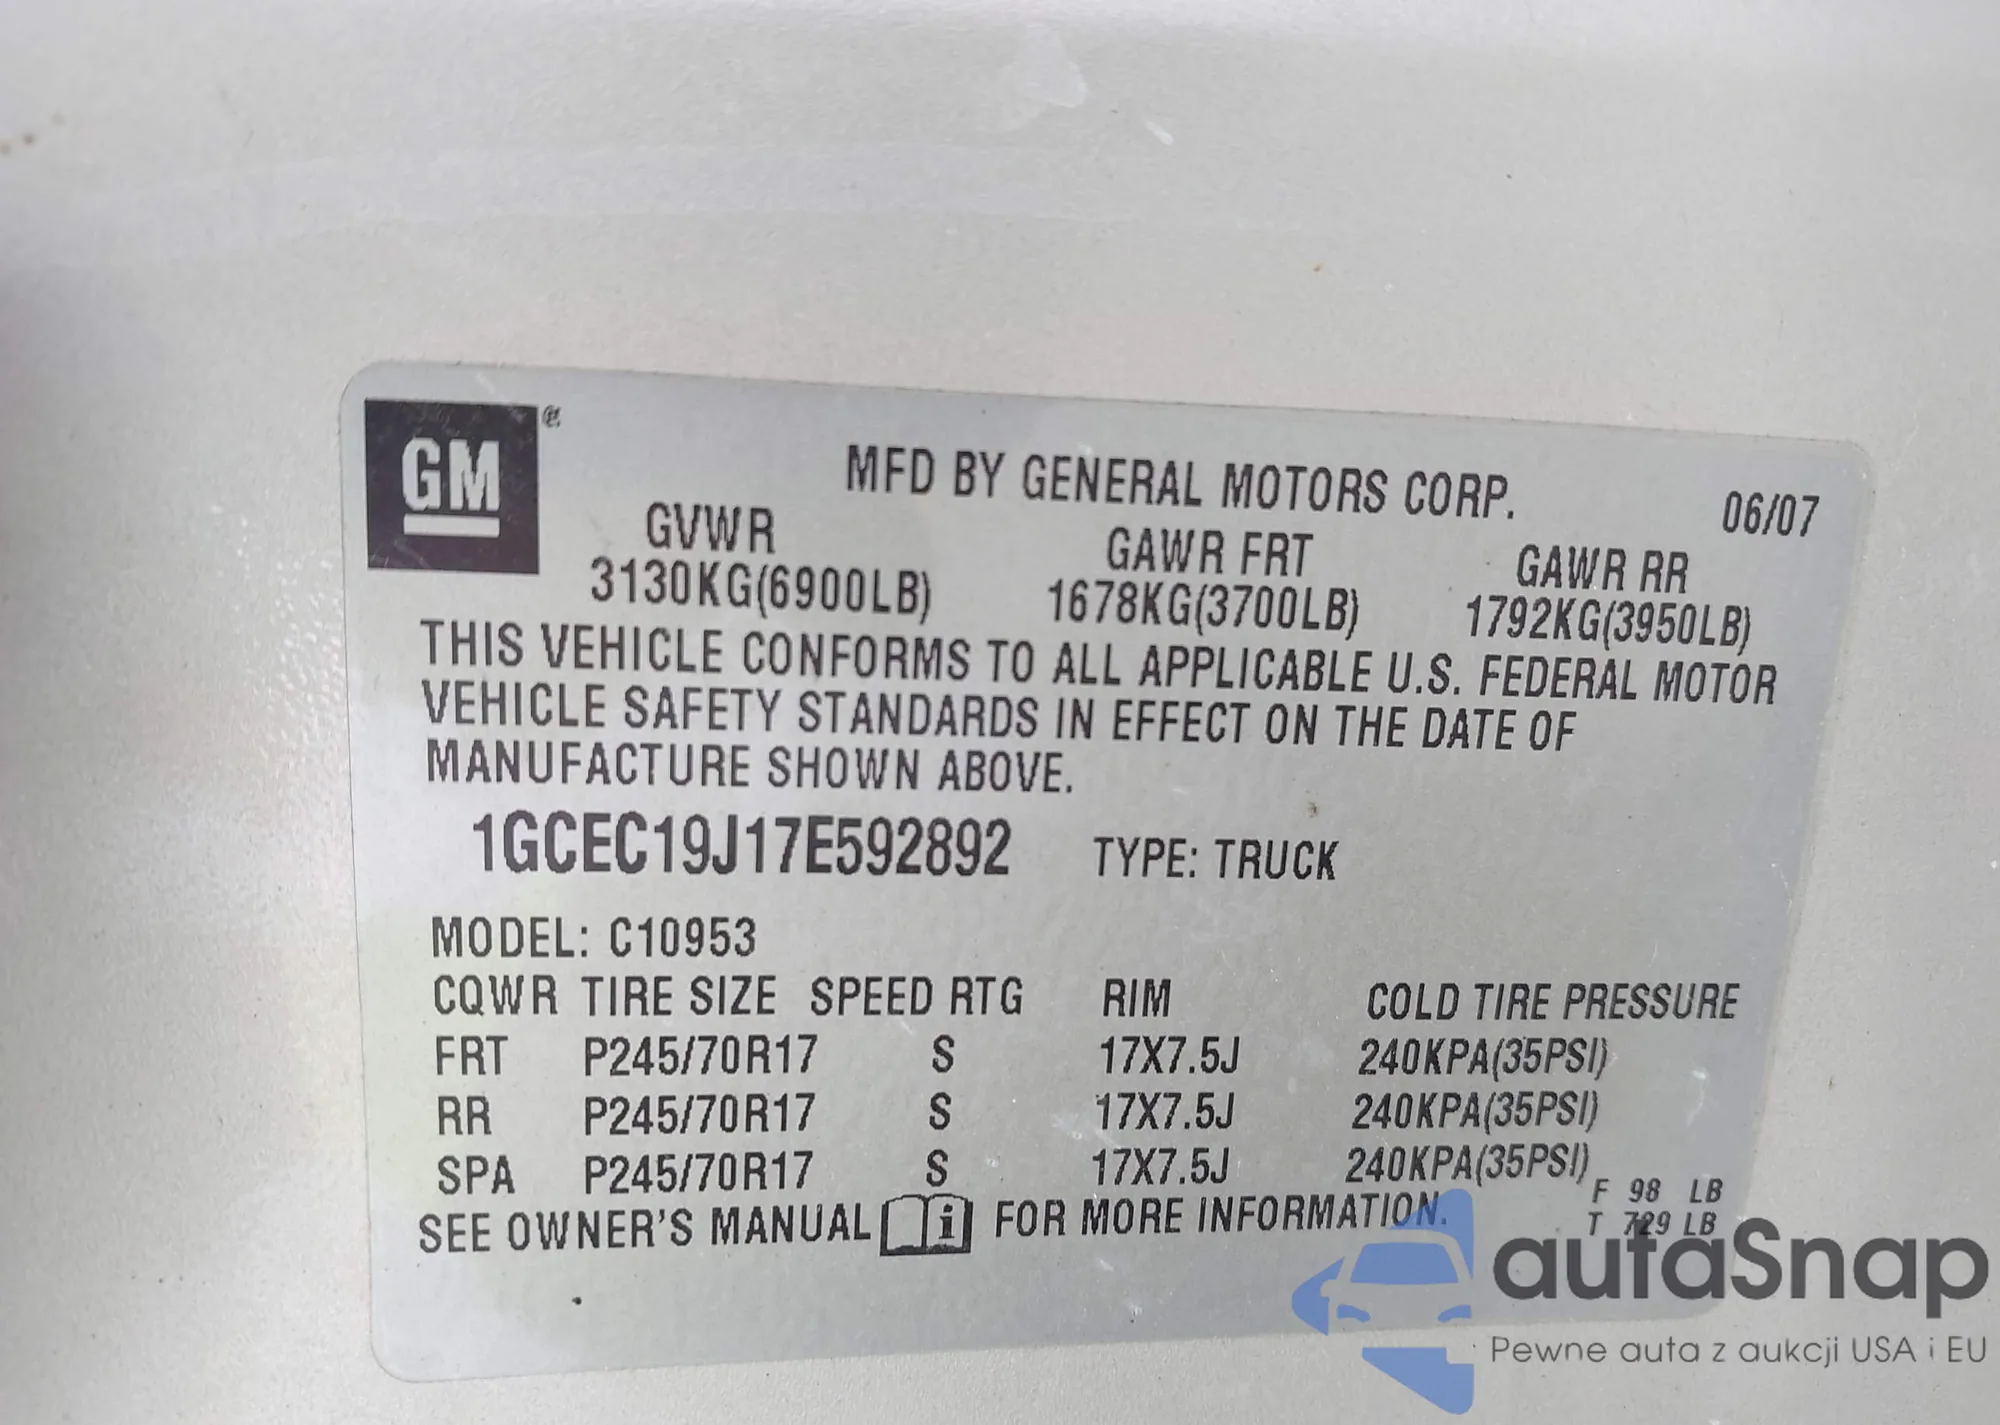 GM ®
MFD BY GENERAL MOTORS CORP. 06/07
GVWR GAWR FRT GAWR RR
3130KG(6900LB) 1678KG(3700LB) 1792KG(3950LB)
THIS VEHICLE CONFORMS TO ALL APPLICABLE U.S. FEDERAL MOTOR
VEHICLE SAFETY STANDARDS IN EFFECT ON THE DATE OF
MANUFACTURE SHOWN ABOVE.
1GCEC19J17E592892 TYPE: TRUCK
MODEL: C10953
CQWR TIRE SIZE SPEED RTG RIM COLD TIRE PRESSURE
FRT P245/70R17 S 17X7.5J 240KPA(35PSI)
RR P245/70R17 S 17X7.5J 240KPA(35PSI)
SPA P245/70R17 S 17X7.5J 240KPA(35PSI)
F 98 LB
T 729 LB
SEE OWNER'S MANUAL i FOR MORE INFORMATION.
autaSnap
Pewne auta z aukcji USA i EU